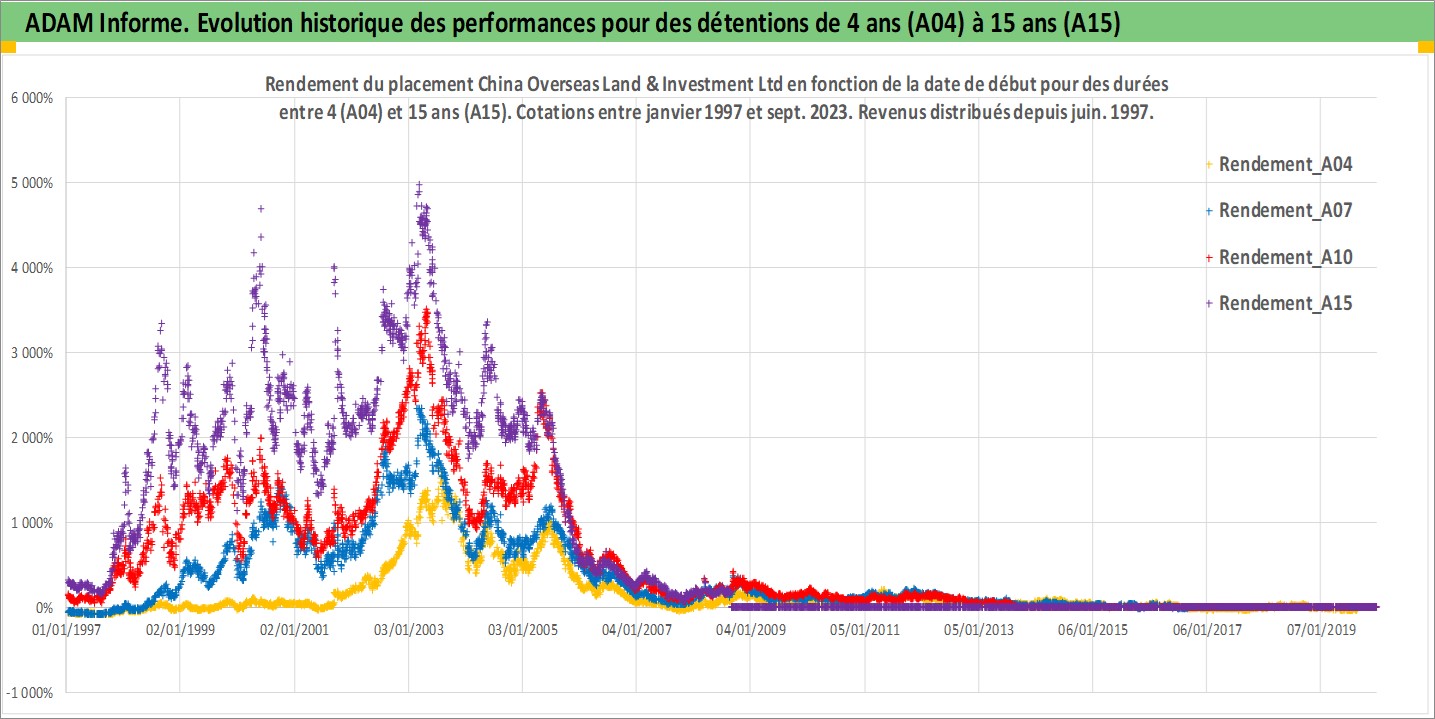 ADAM Informe. Evolution historique des performances pour des détentions de 4 ans (A04) à 15 ans (A15)
Rendement du placement China Overseas Land & Investment Ltd en fonction de la date de début pour des durées
entre 4 (A04) et 15 ans (A15). Cotations entre janvier 1997 et sept. 2023. Revenus distribués depuis juin. 1997.
6 000%
5 000%
4 000%
3 000%
2 000%
1 000%
0%
-1 000%
Rendement_A04
Rendement_A07
Rendement_A10
Rendement_A15
01/01/1997 02/01/1999 02/01/2001 03/01/2003 03/01/2005 04/01/2007 04/01/2009 05/01/2011 05/01/2013 06/01/2015 06/01/2017 07/01/2019